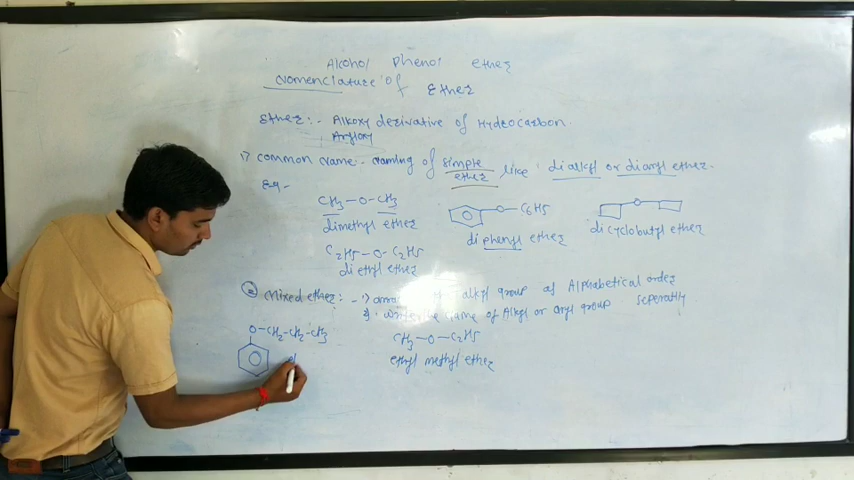 Alcohol Phenol ether
Nomenclature of Ether
Ether:- Alkoxy derivative of Hydrocarbon.
Aryloxy
1) Common Name:- naming of simple ether like dialkyl or diaryl ether.
Eg-
CH3-O-CH3
dimethyl ether
O-C6H5
diphenyl ether
O
dicyclobutyl ether
C2H5-O-C2H5
diethyl ether
② Mixed ether:- 1) alkyl group of Alphabetical order
2) write the name of Alkyl or aryl group seperatly.
O-CH2-CH2-CH3
CH3-O-C2H5
ethyl methyl ether